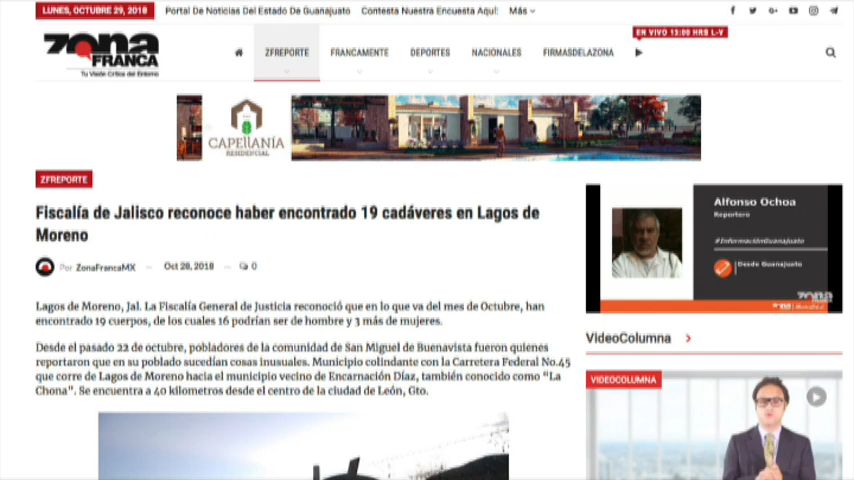 LUNES, OCTUBRE 29, 2018
Portal De Noticias Del Estado De Guanajuato
Contesta Nuestra Encuesta Aquí!
Más
ZONA
FRANCA
Tu Visión Crítica del Entorno
ZFREPORTE
FRANCAMENTE
DEPORTES
NACIONALES
FIRMASDELAZONA
EN VIVO 13:00 HRS L-V
CAPELLANÍA
RESIDENCIAL
ZFREPORTE
Fiscalía de Jalisco reconoce haber encontrado 19 cadáveres en Lagos de
Moreno
Por ZonaFrancaMX — Oct 28, 2018 — 0
Lagos de Moreno, Jal. La Fiscalía General de Justicia reconoció que en lo que va del mes de Octubre, han
encontrado 19 cuerpos, de los cuales 16 podrían ser de hombre y 3 más de mujeres.
Desde el pasado 22 de octubre, pobladores de la comunidad de San Miguel de Buenavista fueron quienes
reportaron que en su poblado sucedían cosas inusuales. Municipio colindante con la Carretera Federal No.45
que corre de Lagos de Moreno hacia el municipio vecino de Encarnación Díaz, también conocido como “La
Chona”. Se encuentra a 40 kilometros desde el centro de la ciudad de León, Gto.
Alfonso Ochoa
Reportero
#InformaciónGuanajuato
Desde Guanajuato
ZONA
VideoColumna
VIDEOCOLUMNA